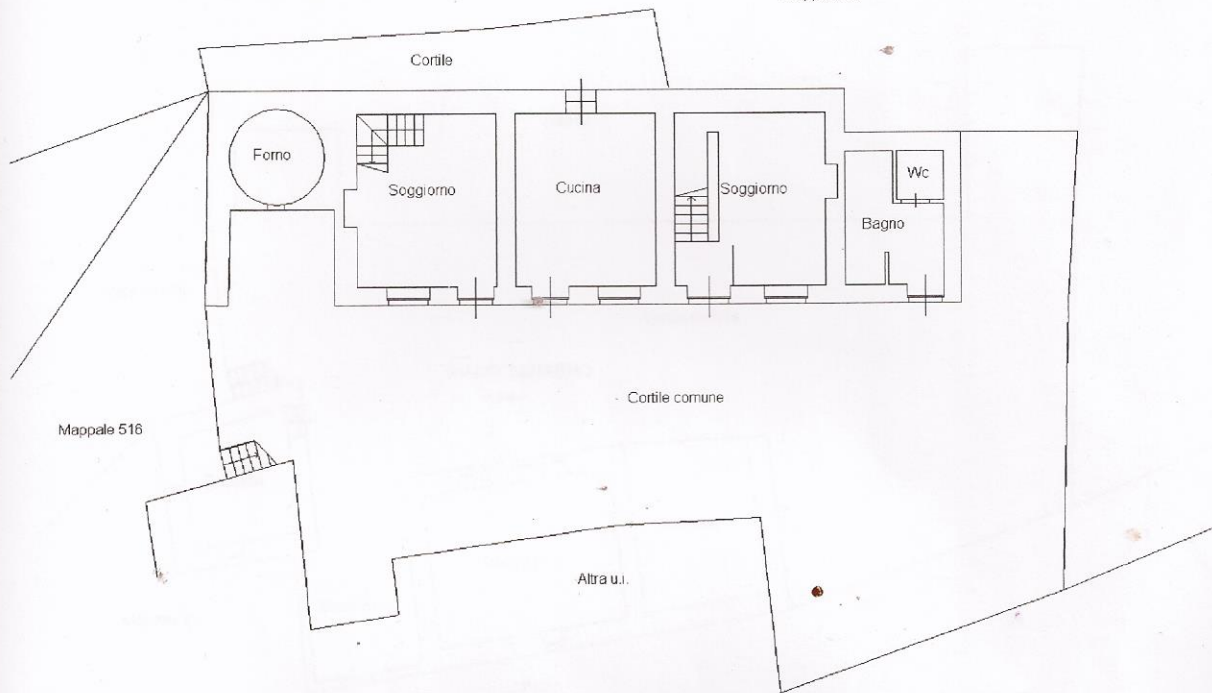 Cortile
Forno
Soggiorno
Cucina
Soggiorno
Wc
Bagno
Cortile comune
Mappale 516
Altra u.i.